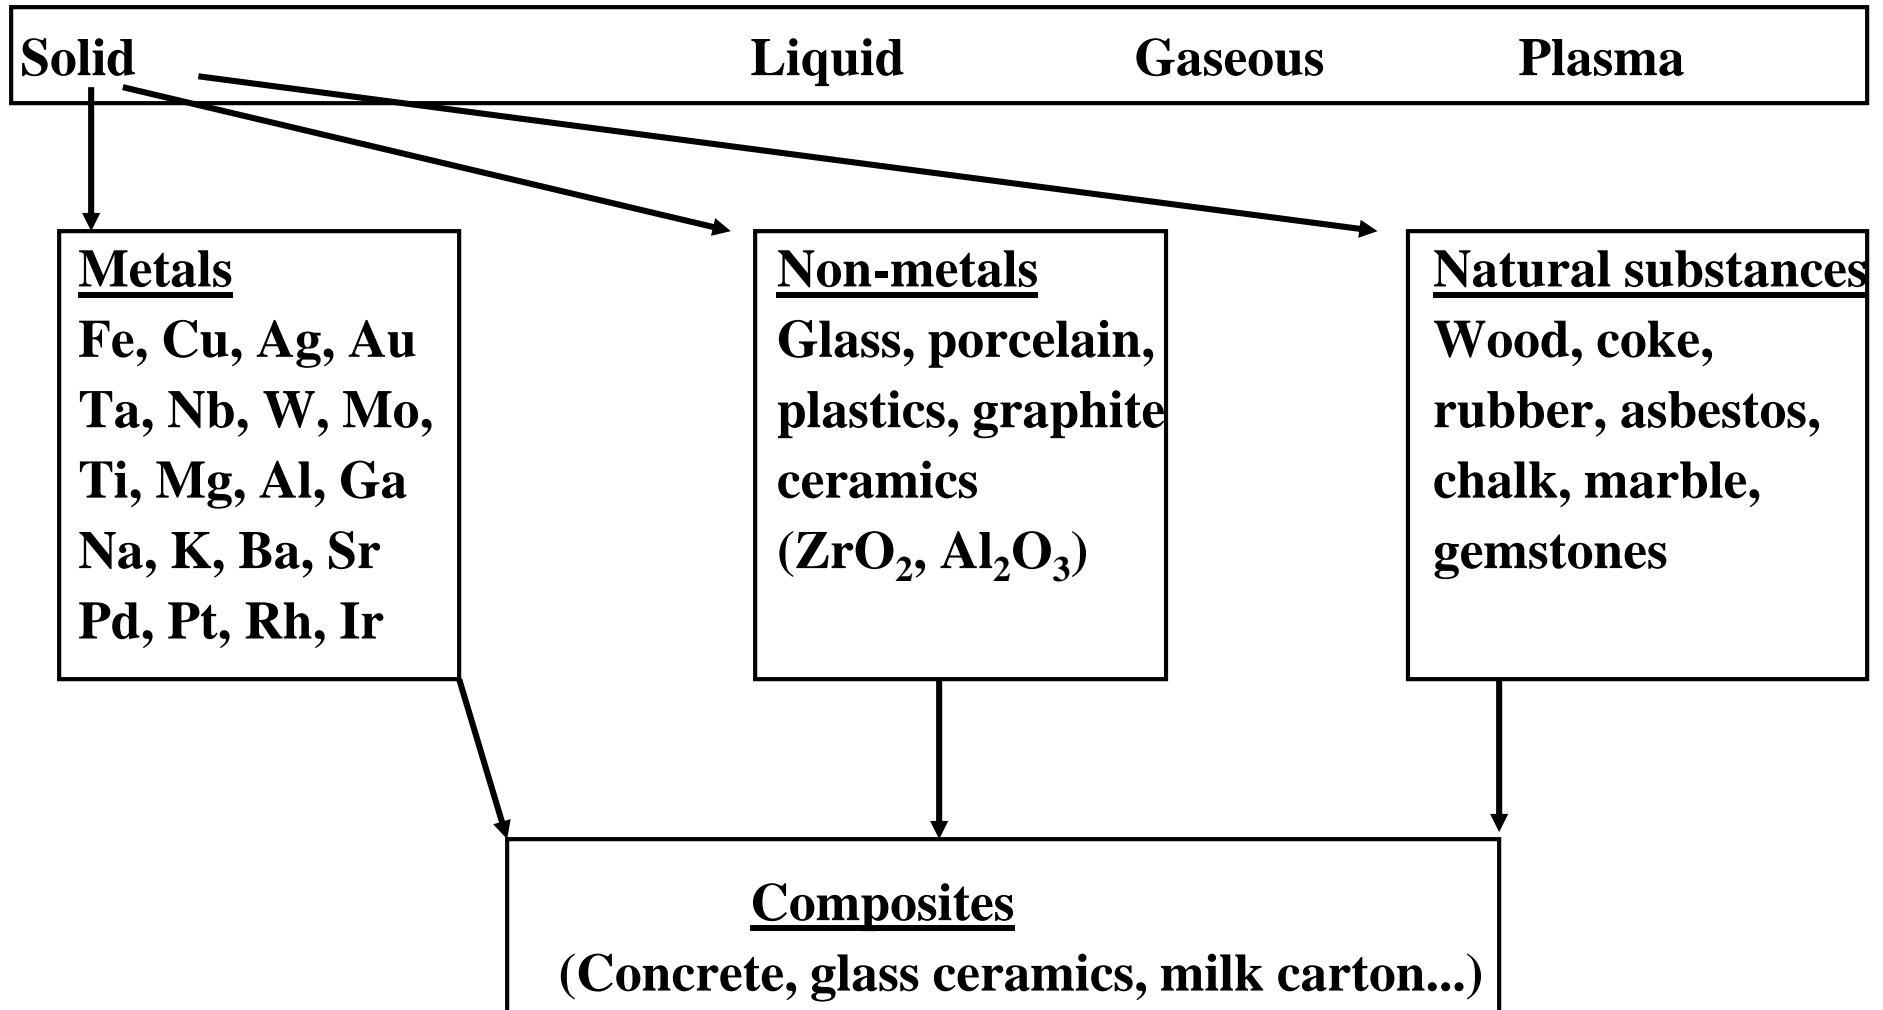 Solid Liquid Gaseous Plasma
Metals
Fe, Cu, Ag, Au
Ta, Nb, W, Mo,
Ti, Mg, Al, Ga
Na, K, Ba, Sr
Pd, Pt, Rh, Ir
Non-metals
Glass, porcelain,
plastics, graphite
ceramics
(ZrO₂, Al₂O₃)
Natural substances
Wood, coke,
rubber, asbestos,
chalk, marble,
gemstones
Composites
(Concrete, glass ceramics, milk carton...)